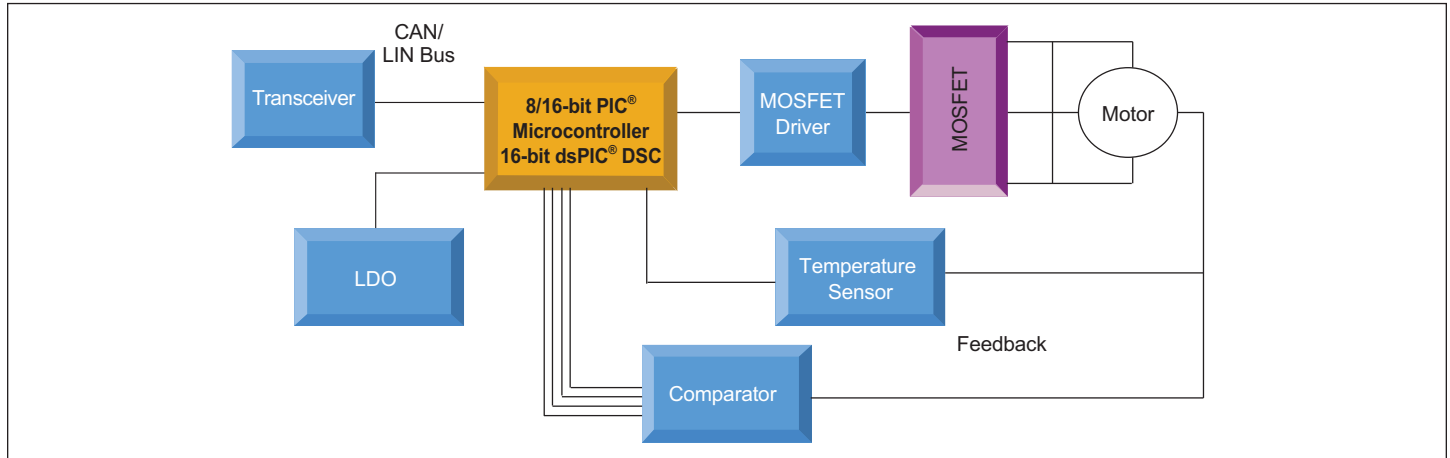 CAN/
LIN Bus
Transceiver
8/16-bit PIC®
Microcontroller
16-bit dsPIC® DSC
MOSFET
Driver
MOSFET
Motor
LDO
Temperature
Sensor
Feedback
Comparator